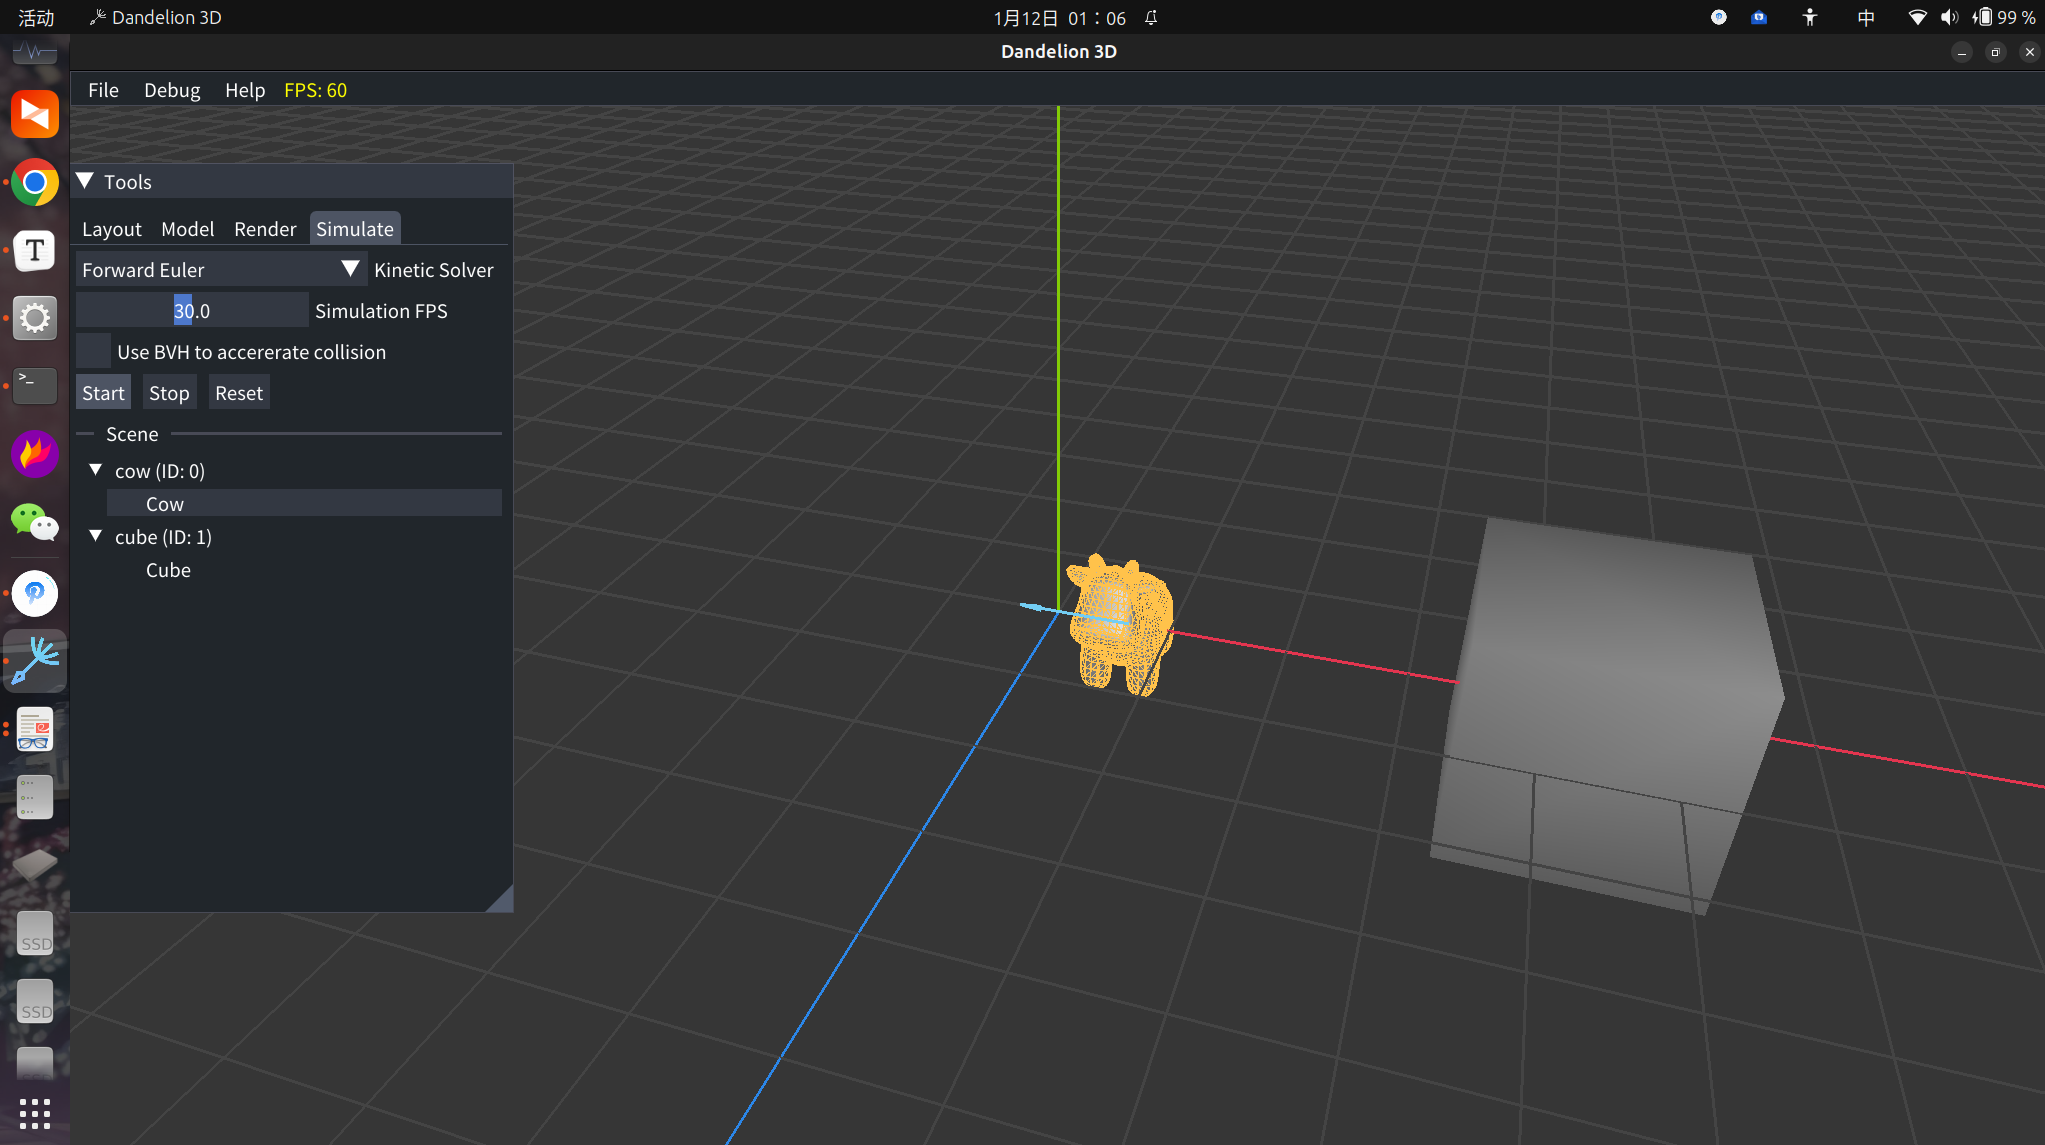 活动 Dandelion 3D 1月12日 01：06 中 99 %
Dandelion 3D
File Debug Help FPS: 60
Tools
Layout Model Render Simulate
Forward Euler Kinetic Solver
30.0 Simulation FPS
Use BVH to accererate collision
Start Stop Reset
Scene
cow (ID: 0)
Cow
cube (ID: 1)
Cube
T
>_
SSD
SSD